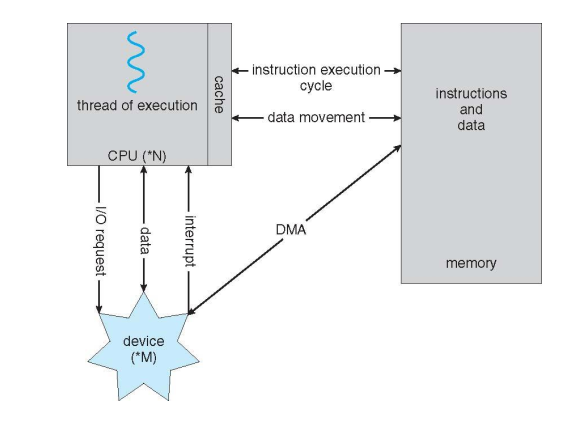 thread of execution
cache
CPU (*N)
instruction execution
cycle
data movement
instructions
and
data
memory
I/O request
data
interrupt
DMA
device
(*M)